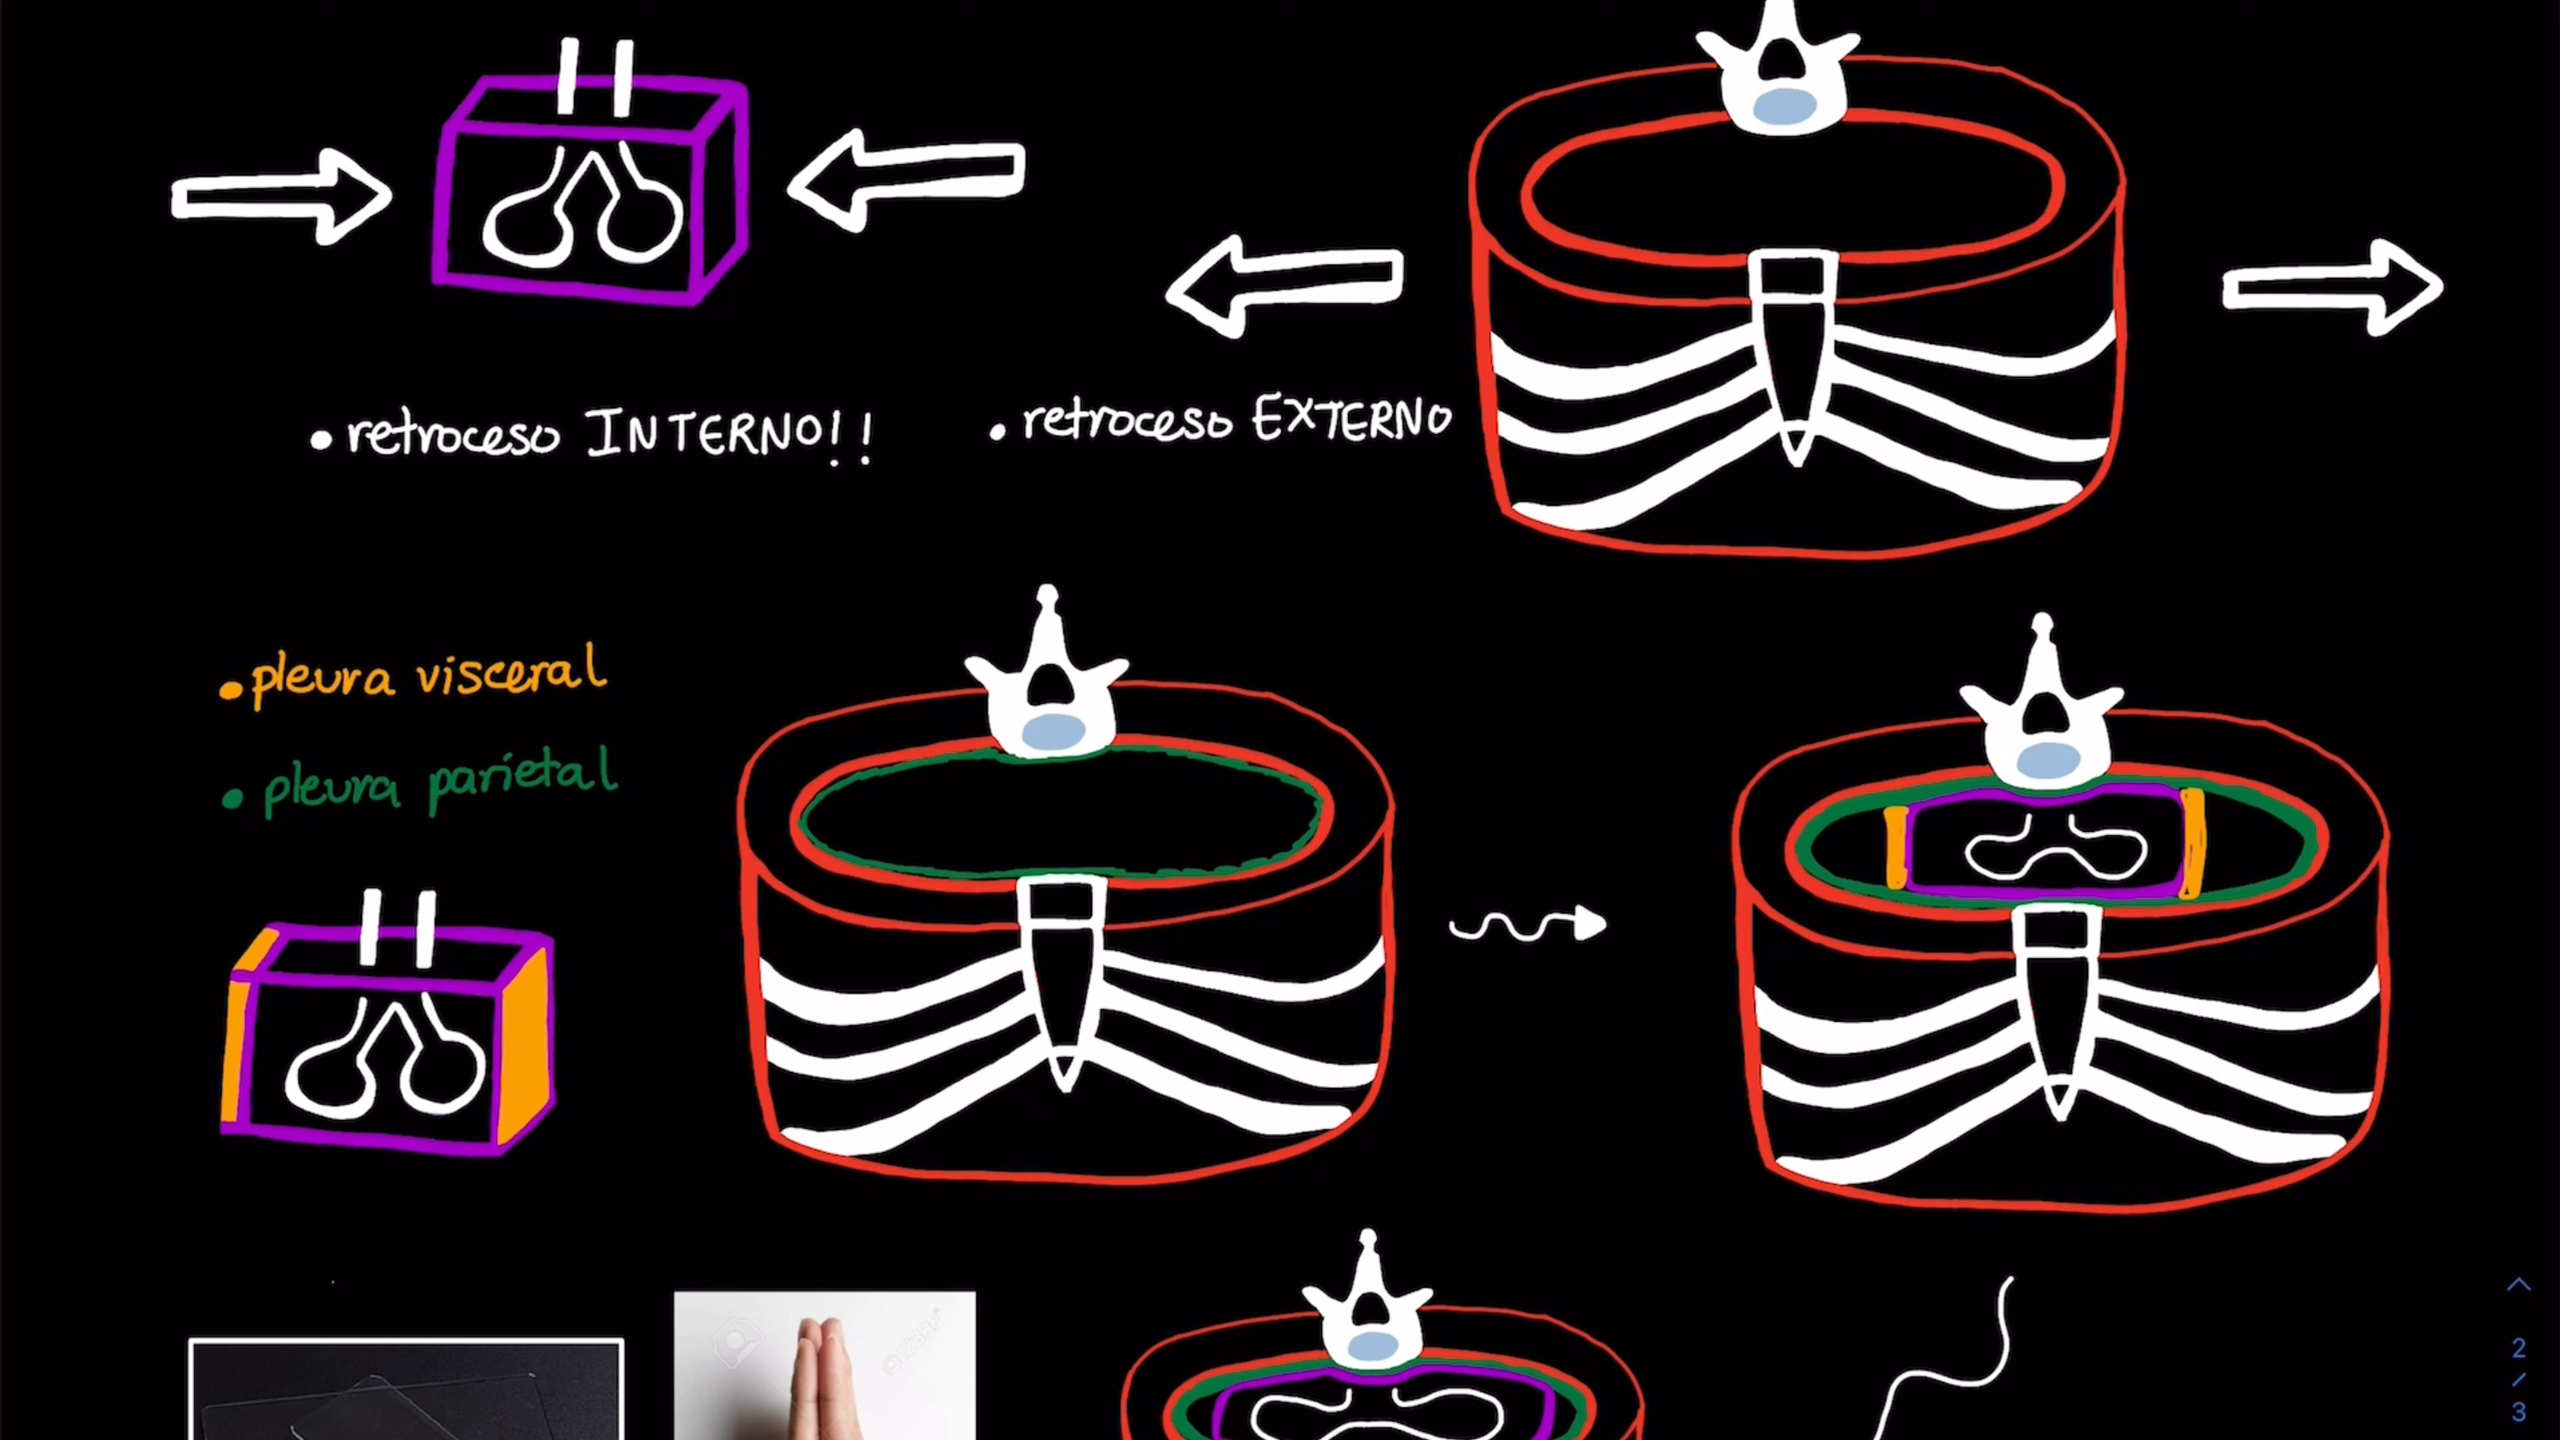 • retroceso INTERNO!!
• retroceso EXTERNO
• pleura visceral
• pleura parietal
2/3